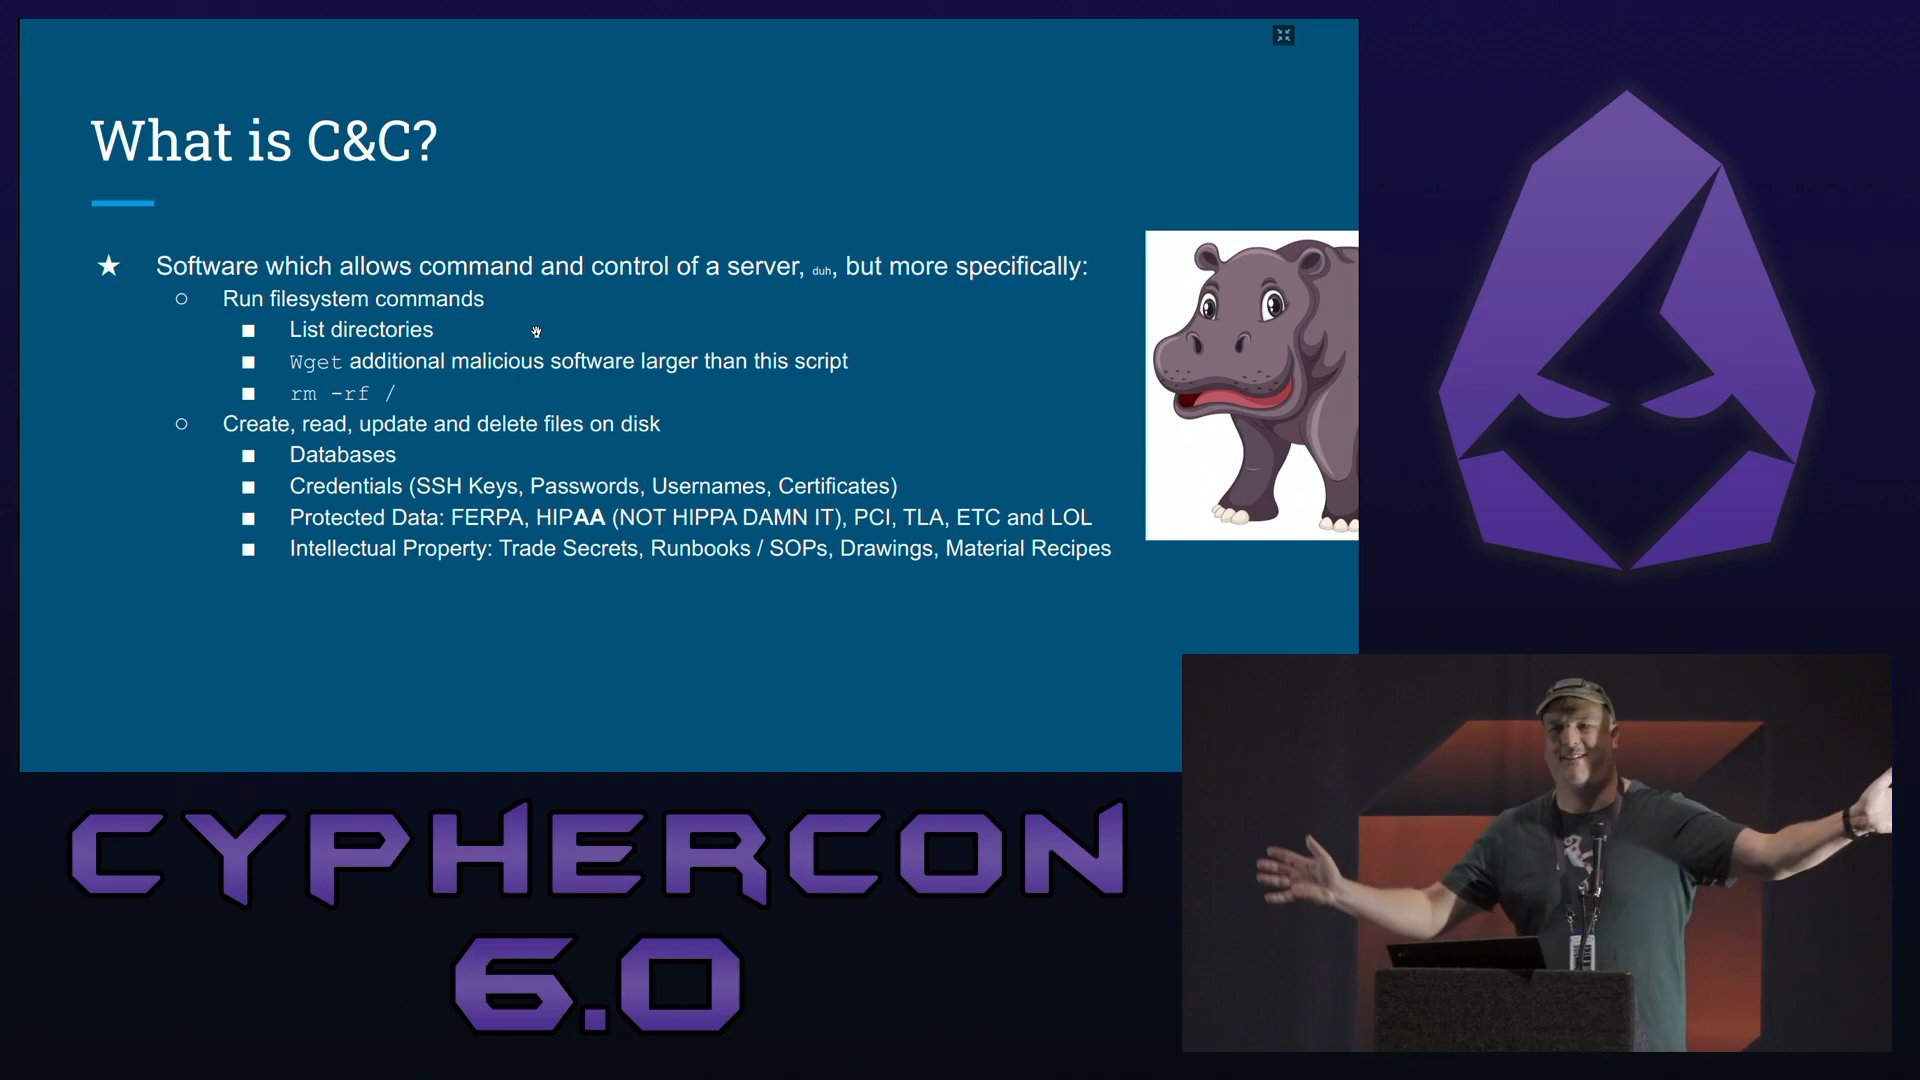 What is C&C?
★ Software which allows command and control of a server, duh, but more specifically:
○ Run filesystem commands
■ List directories
■ Wget additional malicious software larger than this script
■ rm -rf /
○ Create, read, update and delete files on disk
■ Databases
■ Credentials (SSH Keys, Passwords, Usernames, Certificates)
■ Protected Data: FERPA, HIPAA (NOT HIPPA DAMN IT), PCI, TLA, ETC and LOL
■ Intellectual Property: Trade Secrets, Runbooks / SOPs, Drawings, Material Recipes
CYPHERCON
6.0